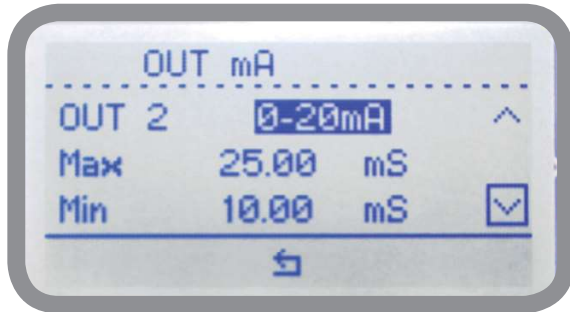 OUT mA
OUT 2 0-20mA
Max 25.00 mS
Min 10.00 mS